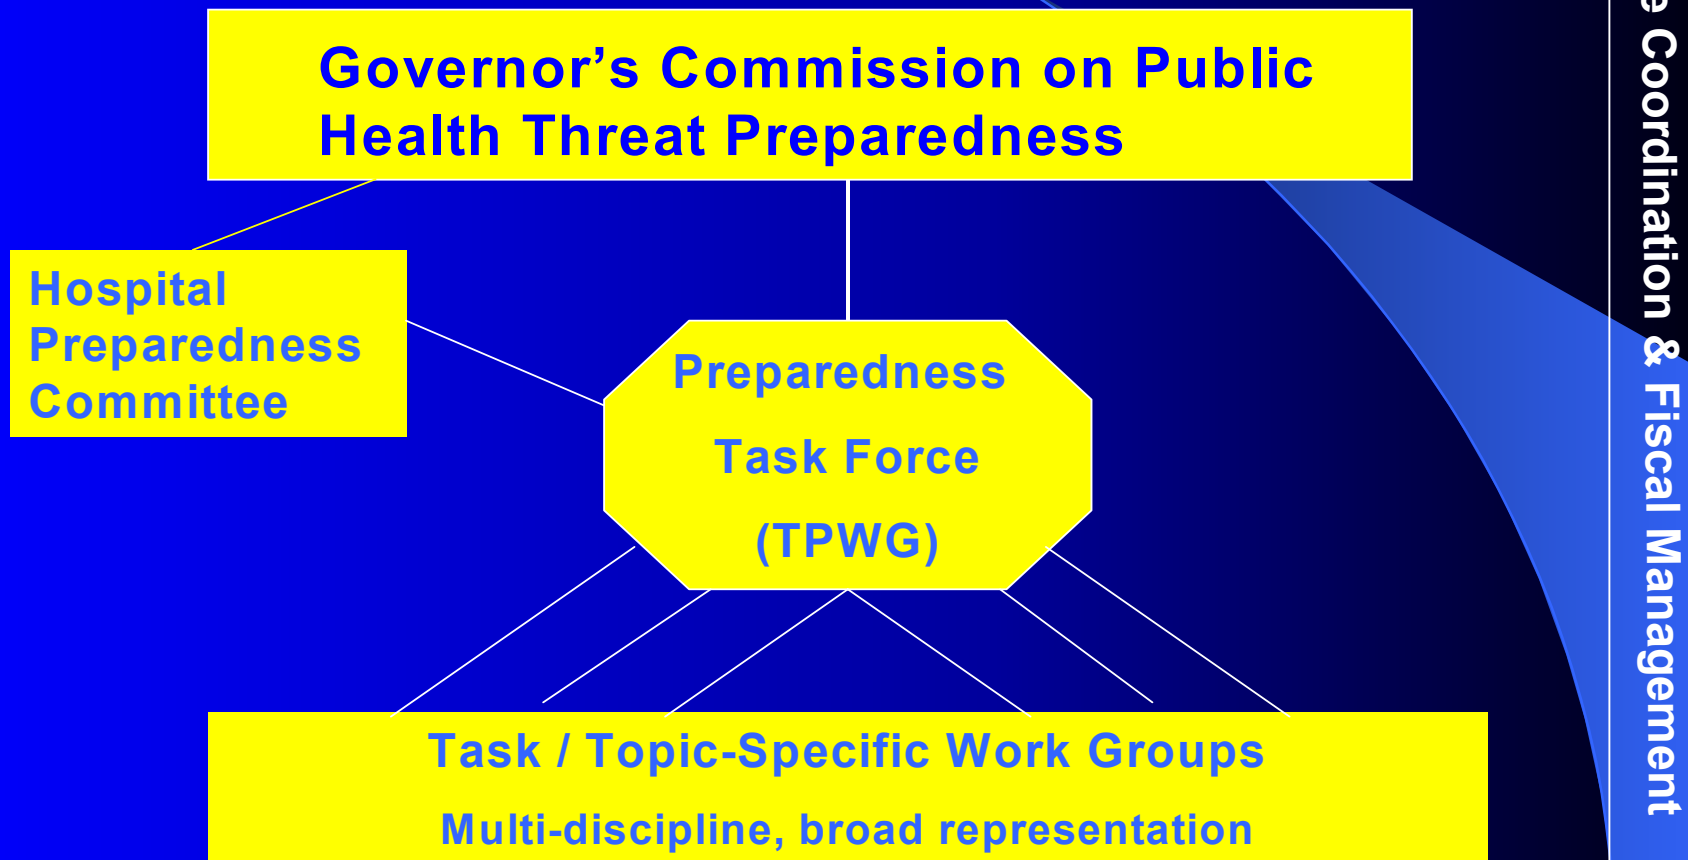 Governor’s Commission on Public
Health Threat Preparedness
Hospital
Preparedness
Committee
Preparedness
Task Force
(TPWG)
Task / Topic-Specific Work Groups
Multi-discipline, broad representation
Coordination & Fiscal Management